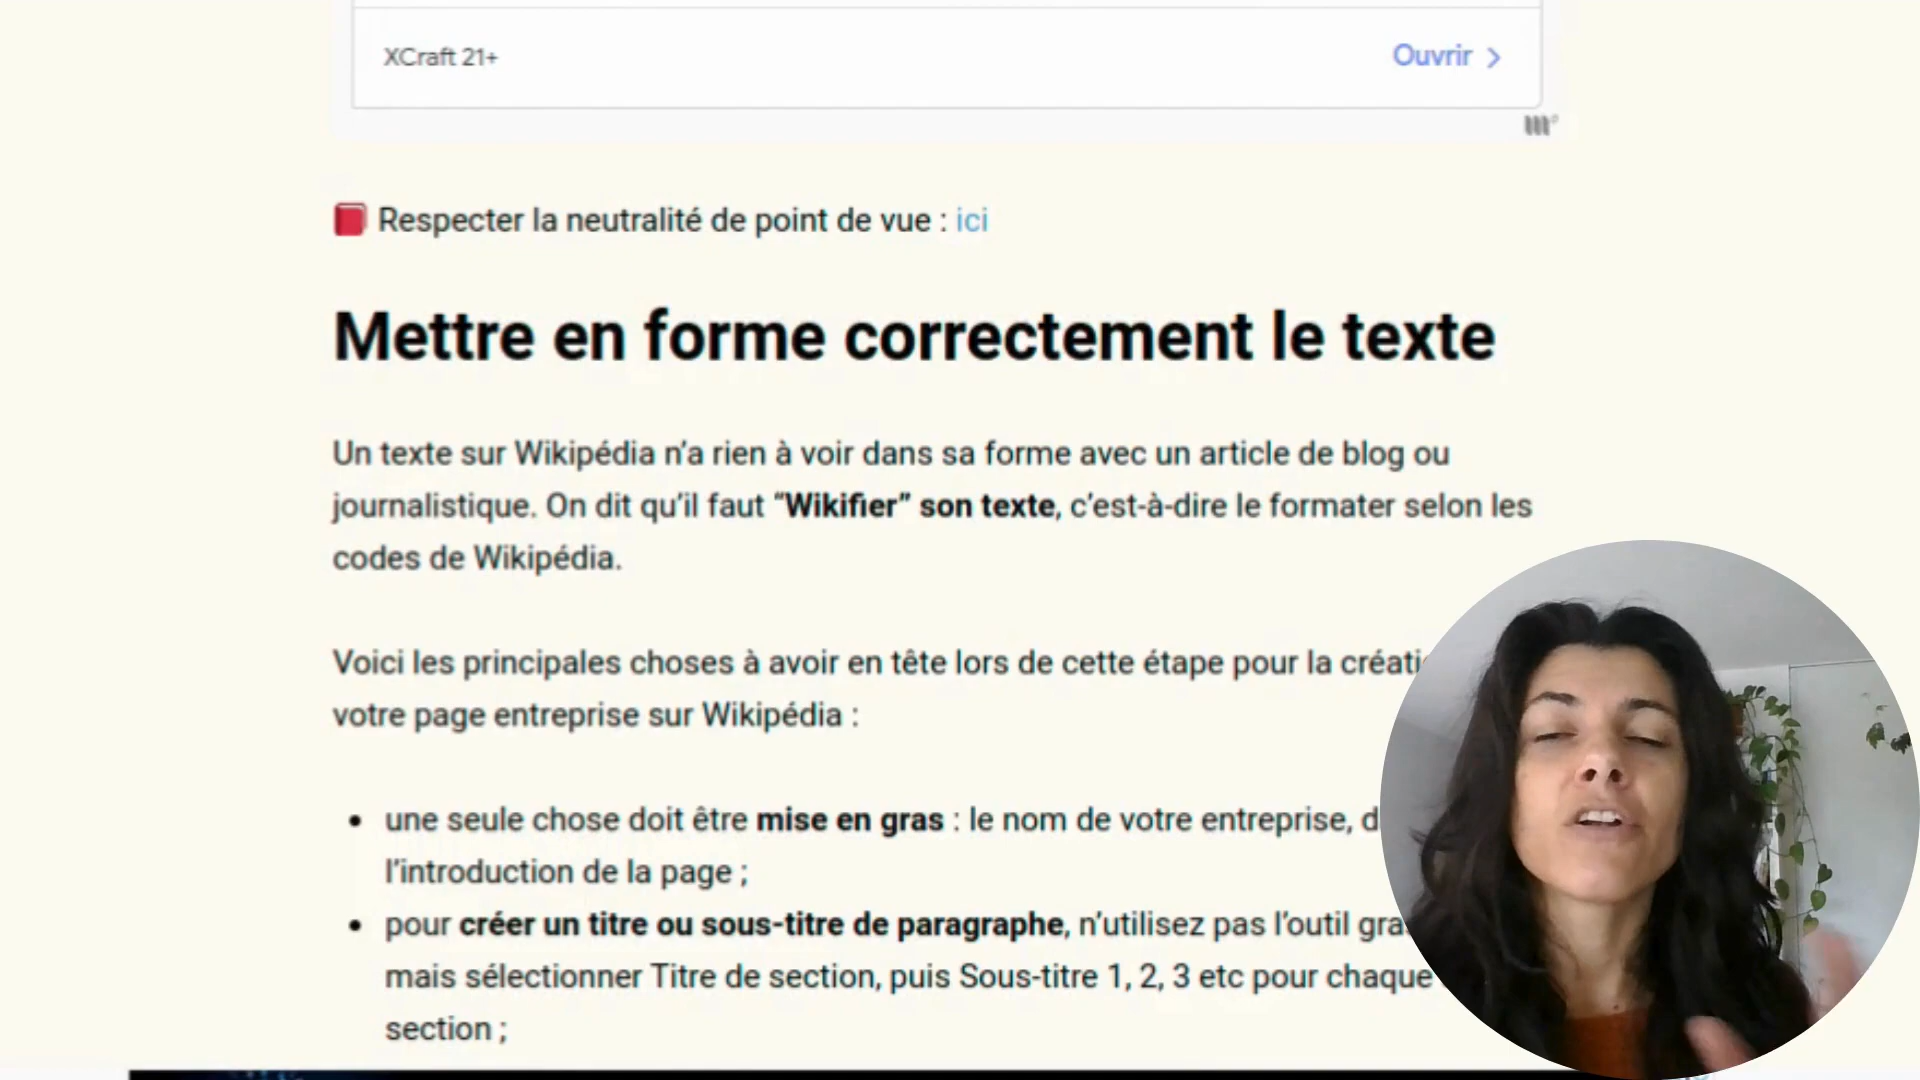 XCraft 21+
Ouvrir
Respecter la neutralité de point de vue : ici
Mettre en forme correctement le texte
Un texte sur Wikipédia n’a rien à voir dans sa forme avec un article de blog ou
journalistique. On dit qu’il faut “Wikifier” son texte, c’est-à-dire le formater selon les
codes de Wikipédia.
Voici les principales choses à avoir en tête lors de cette étape pour la
votre page entreprise sur Wikipédia :
une seule chose doit être mise en gras : le nom de votre entreprise,
l’introduction de la page ;
pour créer un titre ou sous-titre de paragraphe, n’utilisez pas l’outil
mais sélectionner Titre de section, puis Sous-titre 1, 2, 3 etc pour chaque
section ;